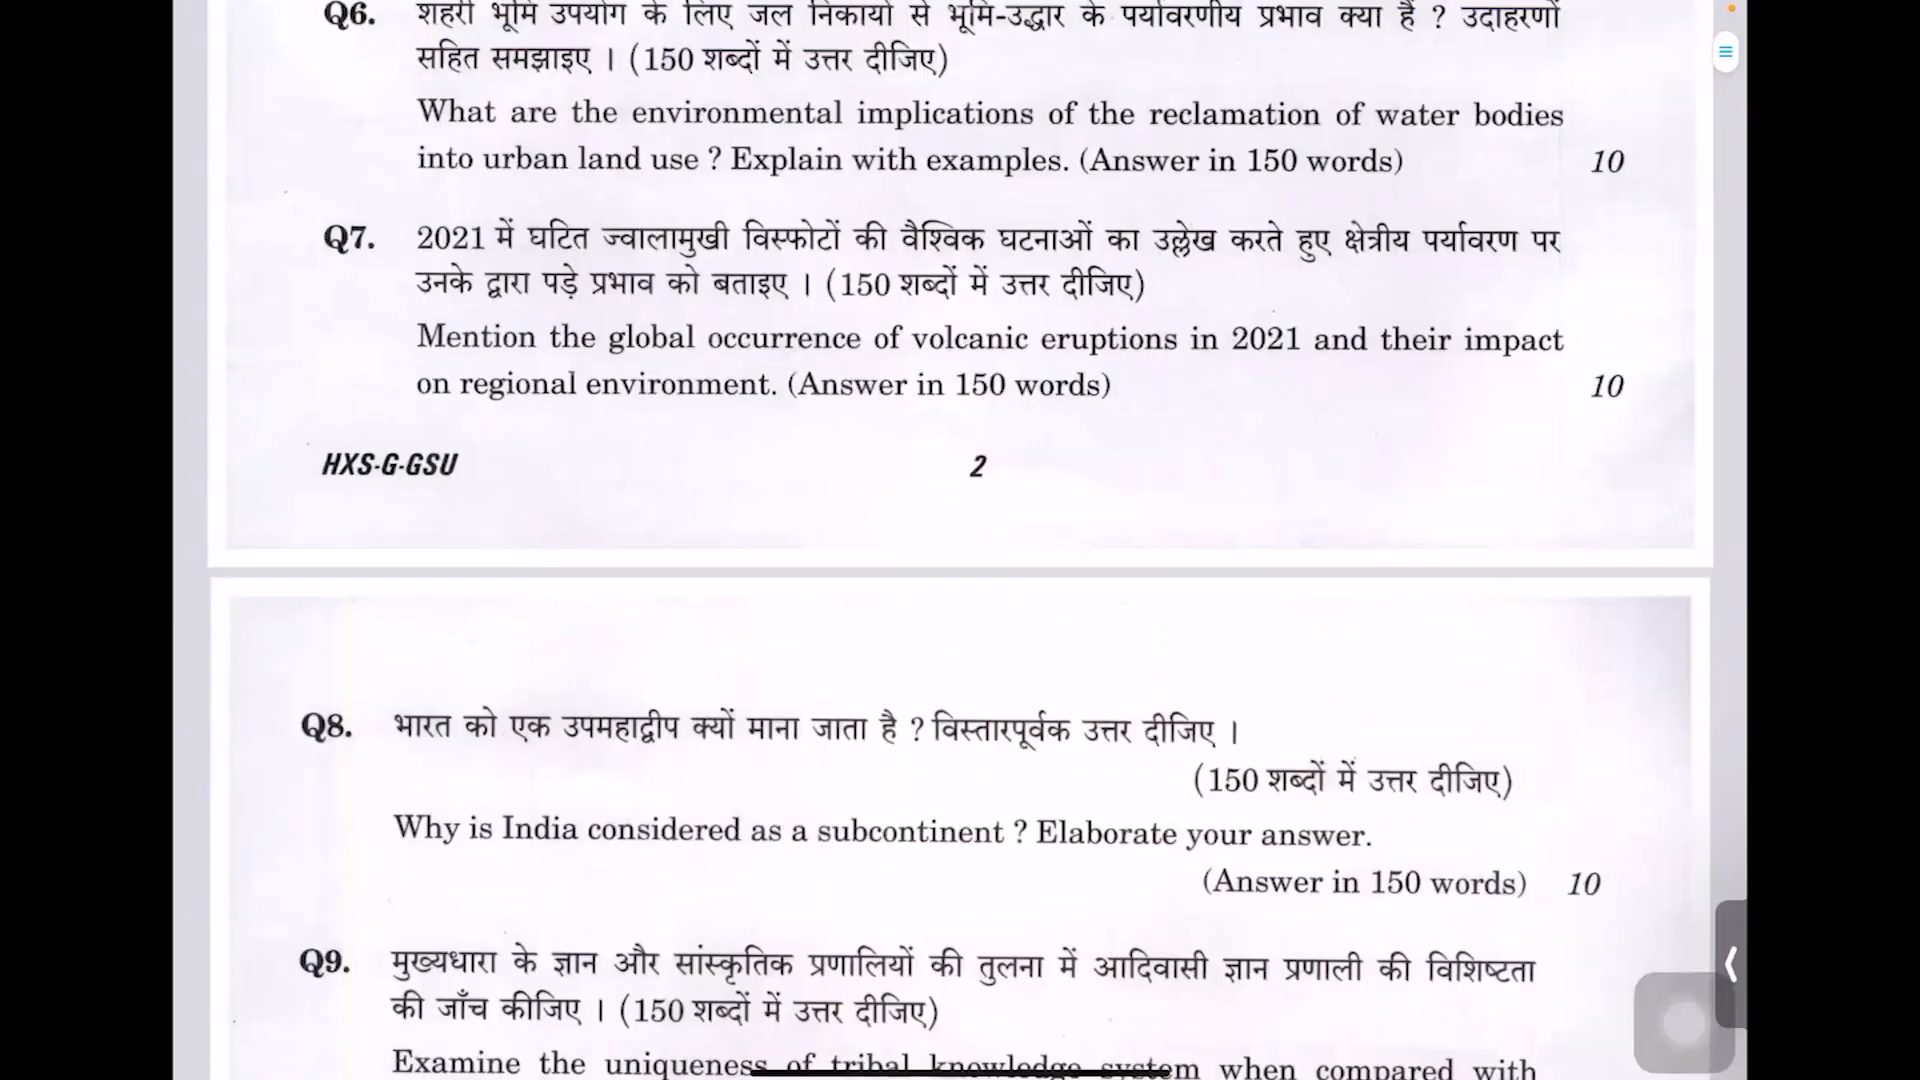 Q6. शहरी भूमि उपयोग के लिए जल निकायों से भूमि-उद्धार के पर्यावरणीय प्रभाव क्या हैं ? उदाहरणों
सहित समझाइए । (150 शब्दों में उत्तर दीजिए)
What are the environmental implications of the reclamation of water bodies
into urban land use ? Explain with examples. (Answer in 150 words) 10
Q7. 2021 में घटित ज्वालामुखी विस्फोटों की वैश्विक घटनाओं का उल्लेख करते हुए क्षेत्रीय पर्यावरण पर
उनके द्वारा पड़े प्रभाव को बताइए । (150 शब्दों में उत्तर दीजिए)
Mention the global occurrence of volcanic eruptions in 2021 and their impact
on regional environment. (Answer in 150 words) 10
HXS-G-GSU 2
Q8. भारत को एक उपमहाद्वीप क्यों माना जाता है ? विस्तारपूर्वक उत्तर दीजिए ।
(150 शब्दों में उत्तर दीजिए)
Why is India considered as a subcontinent ? Elaborate your answer.
(Answer in 150 words) 10
Q9. मुख्यधारा के ज्ञान और सांस्कृतिक प्रणालियों की तुलना में आदिवासी ज्ञान प्रणाली की विशिष्टता
की जाँच कीजिए । (150 शब्दों में उत्तर दीजिए)
Examine the uniqueness of tribal knowledge system when compared with